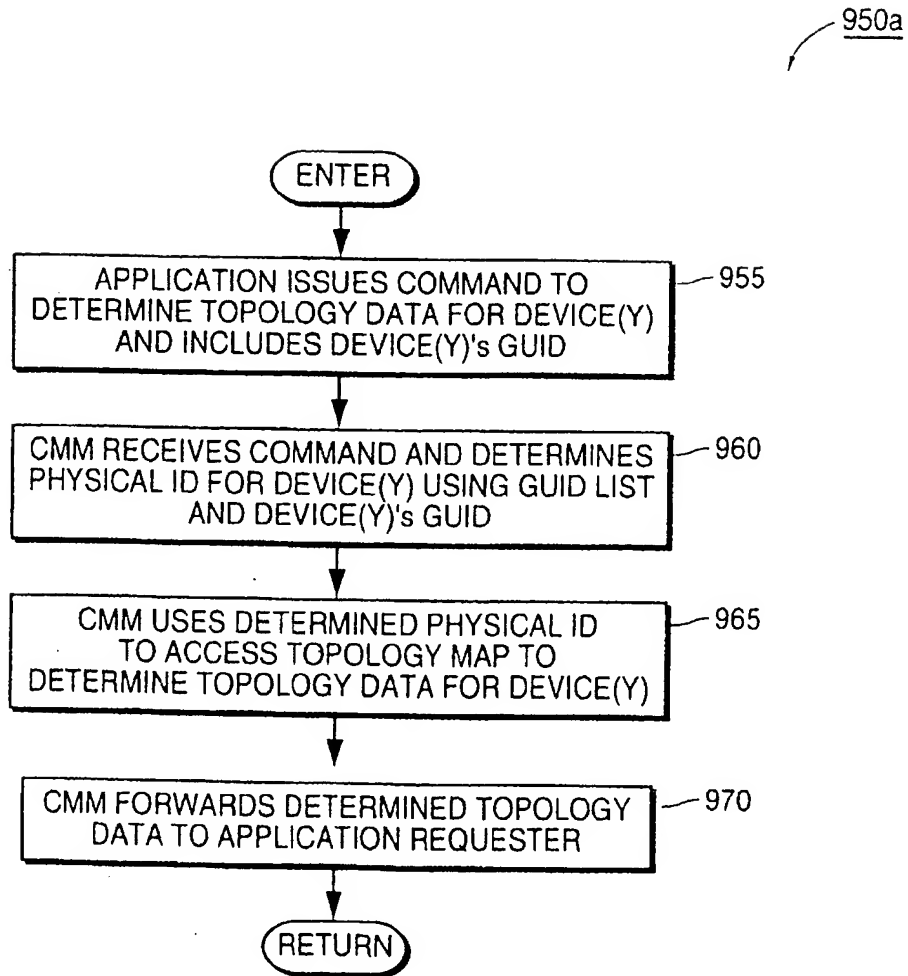 950a
ENTER
APPLICATION ISSUES COMMAND TO
DETERMINE TOPOLOGY DATA FOR DEVICE(Y)
AND INCLUDES DEVICE(Y)'s GUID
955
CMM RECEIVES COMMAND AND DETERMINES
PHYSICAL ID FOR DEVICE(Y) USING GUID LIST
AND DEVICE(Y)'s GUID
960
CMM USES DETERMINED PHYSICAL ID
TO ACCESS TOPOLOGY MAP TO
DETERMINE TOPOLOGY DATA FOR DEVICE(Y)
965
CMM FORWARDS DETERMINED TOPOLOGY
DATA TO APPLICATION REQUESTER
970
RETURN